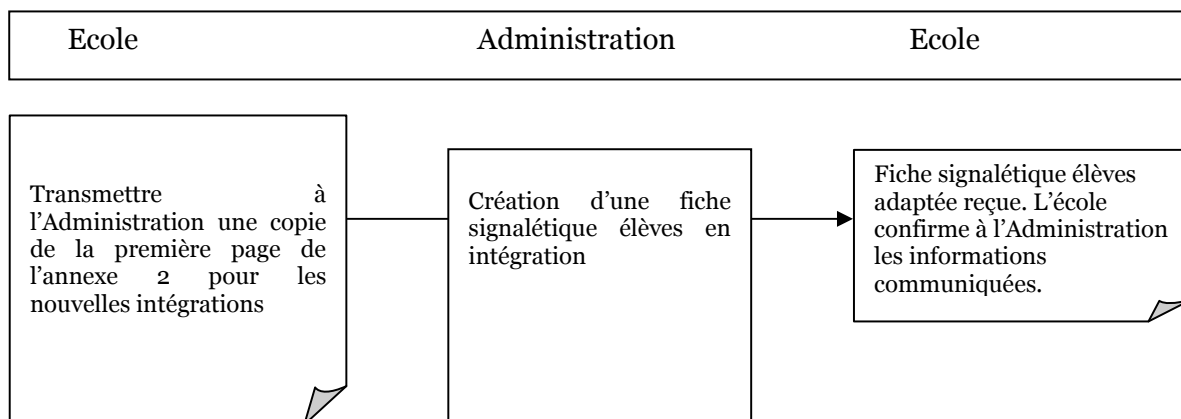 Ecole Administration Ecole
Transmettre à
l’Administration une copie
de la première page de
l’annexe 2 pour les
nouvelles intégrations
Création d’une fiche
signalétique élèves en
intégration
Fiche signalétique élèves
adaptée reçue. L’école
confirme à l’Administration
les informations
communiquées.